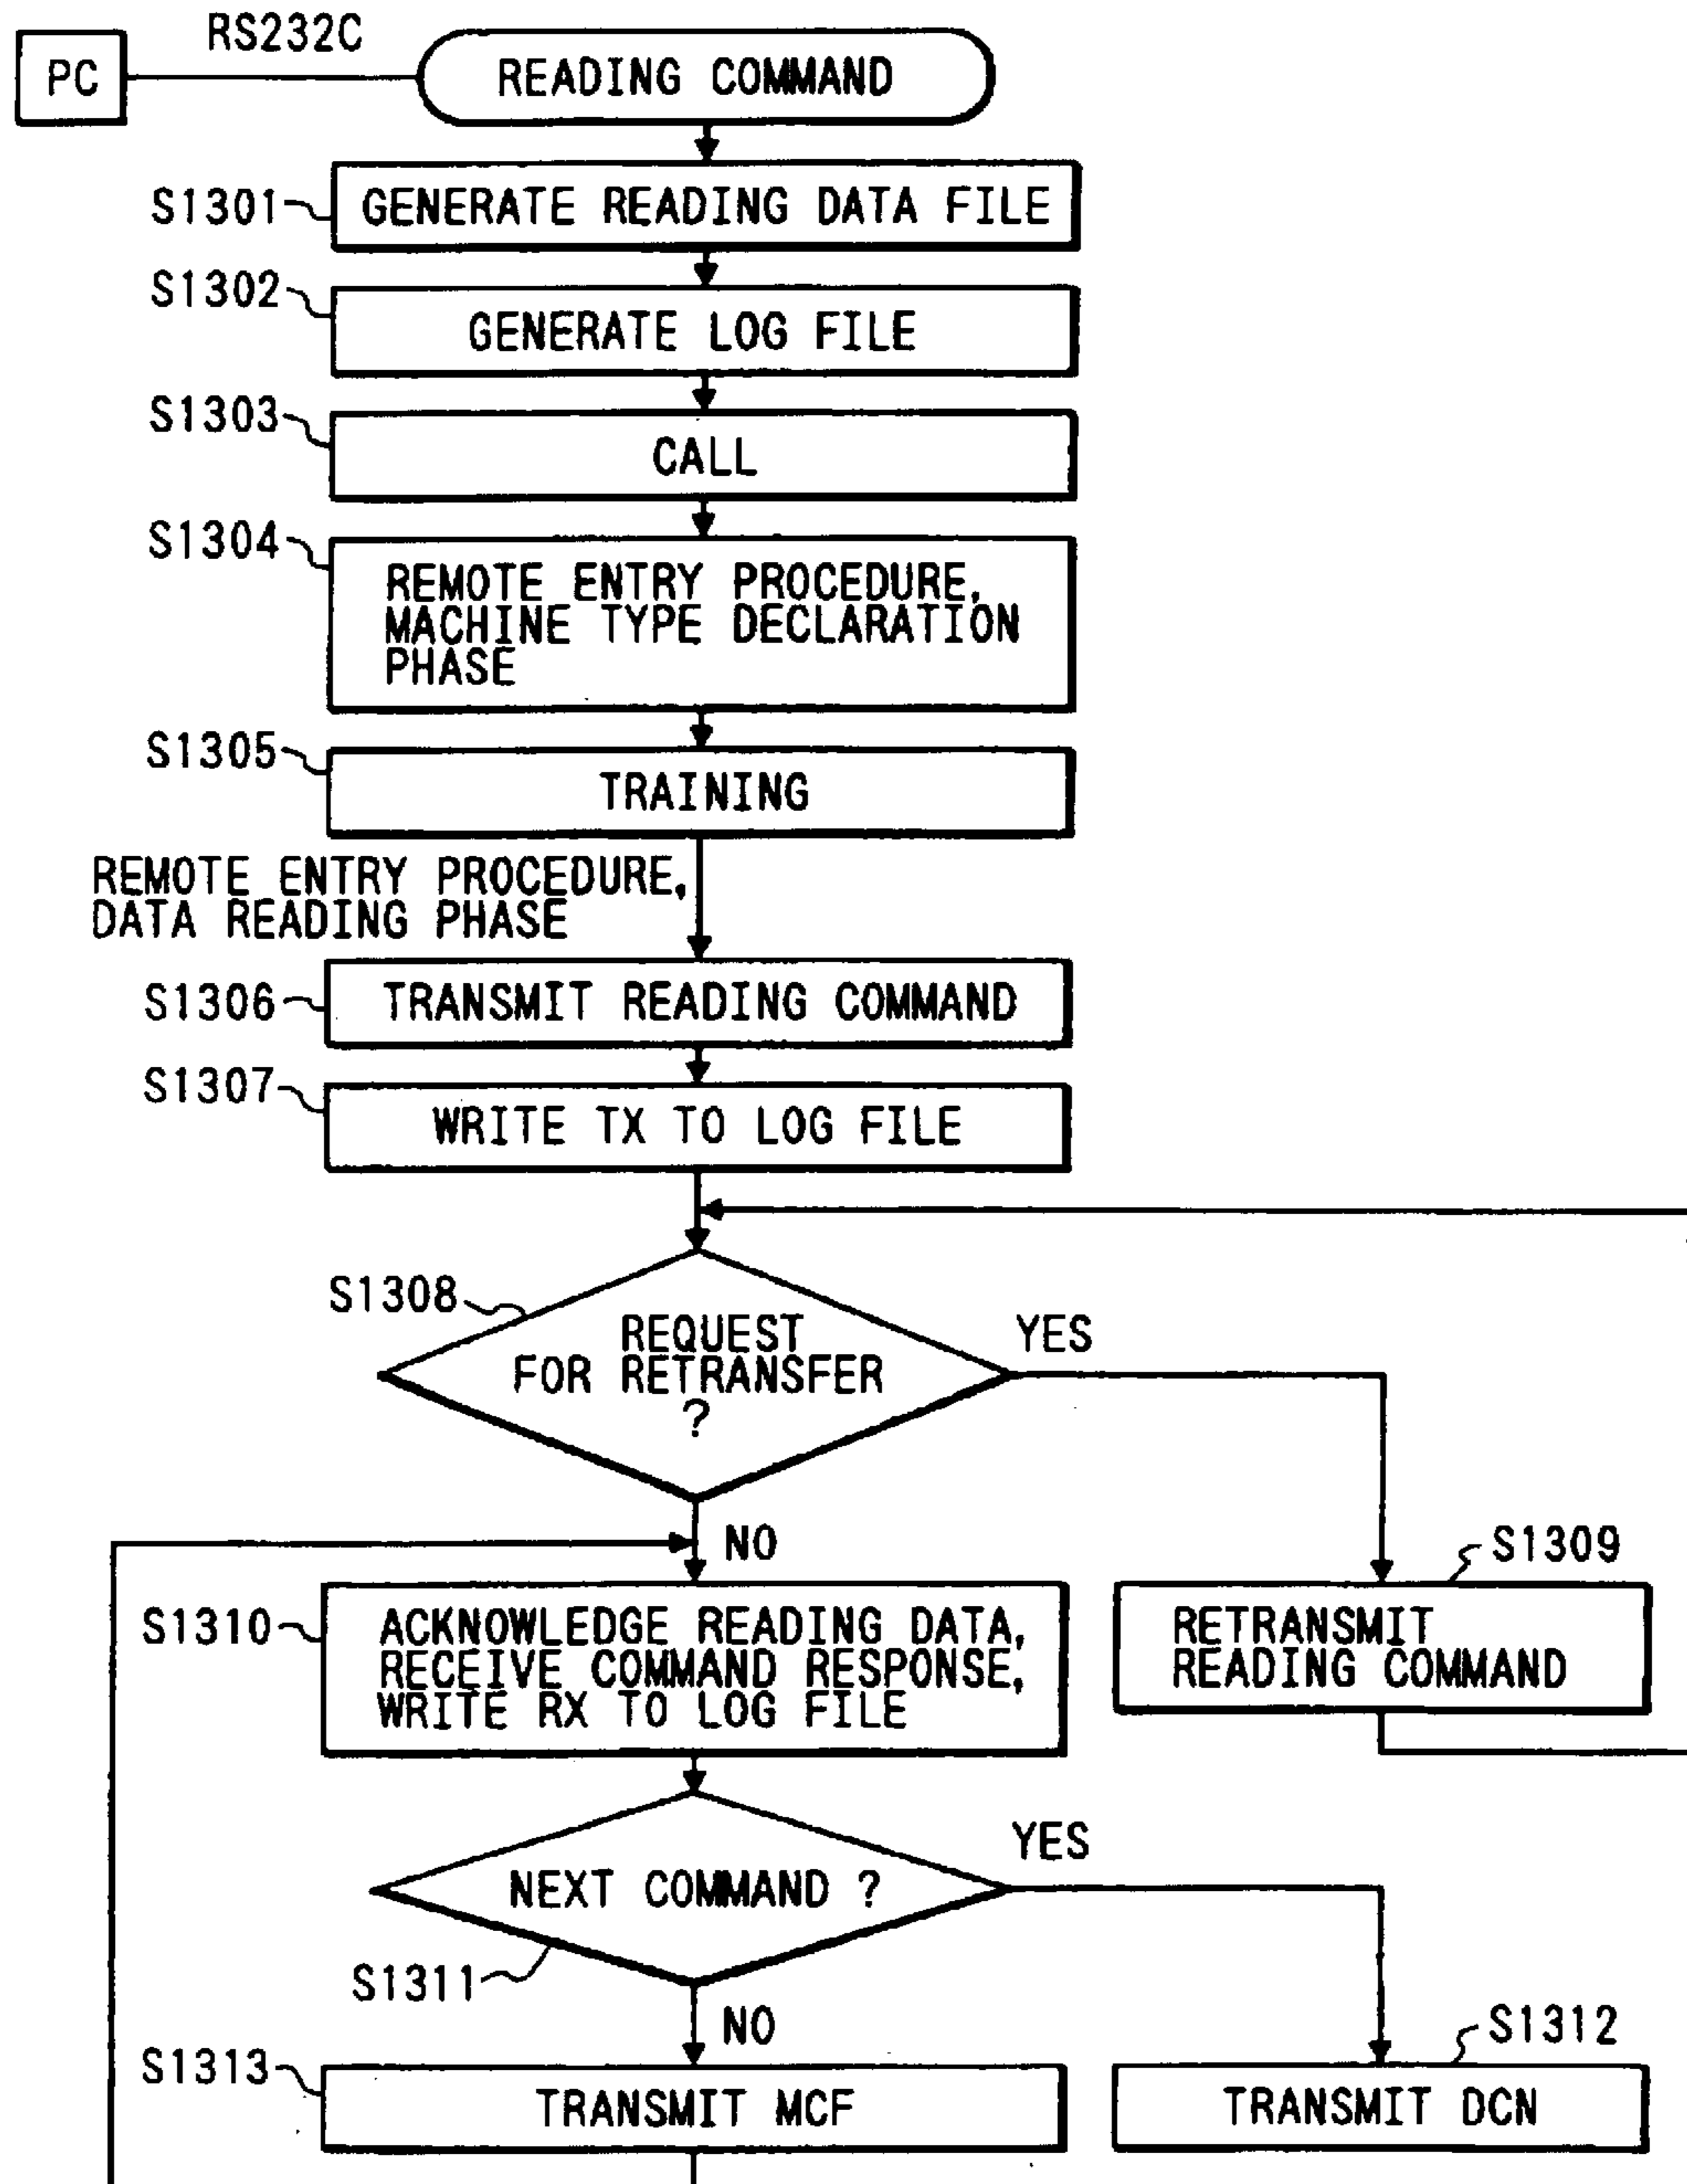 RS232C
PC
READING COMMAND
S1301
GENERATE READING DATA FILE
S1302
GENERATE LOG FILE
S1303
CALL
S1304
REMOTE ENTRY PROCEDURE,
MACHINE TYPE DECLARATION
PHASE
S1305
TRAINING
REMOTE ENTRY PROCEDURE,
DATA READING PHASE
S1306
TRANSMIT READING COMMAND
S1307
WRITE TX TO LOG FILE
S1308
REQUEST
FOR RETRANSFER
?
YES
NO
S1309
RETRANSMIT
READING COMMAND
S1310
ACKNOWLEDGE READING DATA,
RECEIVE COMMAND RESPONSE,
WRITE RX TO LOG FILE
NEXT COMMAND ?
YES
S1311
NO
S1312
TRANSMIT DCN
S1313
TRANSMIT MCF